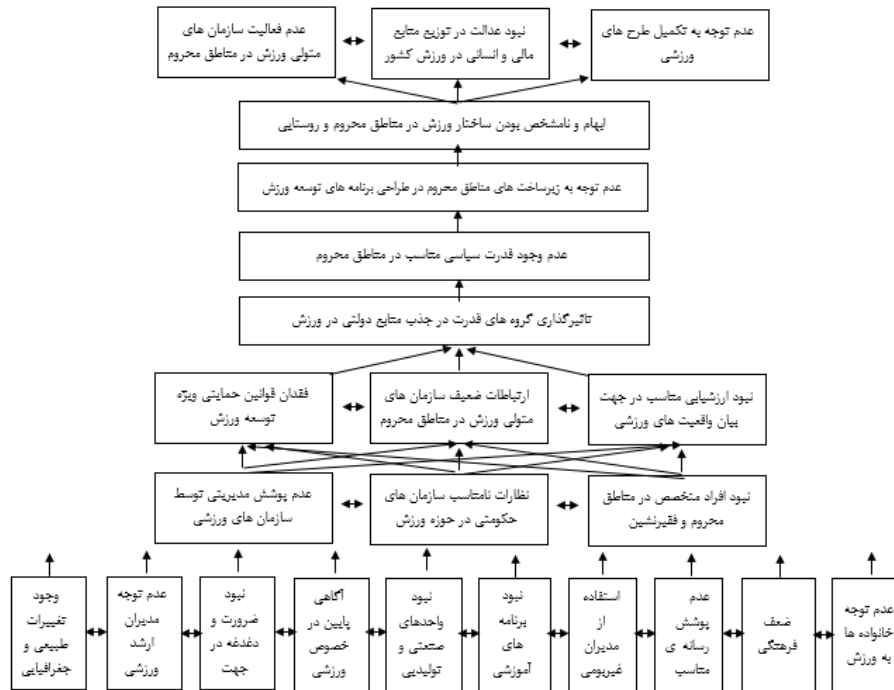 عدم توجه به تکمیل طرح های
ورزشی
نبود عدالت در توزیع منابع
مالی و انسانی در ورزش کشور
عدم فعالیت سازمان های
متولی ورزش در مناطق محروم
ابهام و نامشخص بودن ساختار ورزش در مناطق محروم و روستایی
عدم توجه به زیرساخت های مناطق محروم در طراحی برنامه های توسعه ورزش
عدم وجود قدرت سیاسی مناسب در مناطق محروم
تاثیرگذاری گروه های قدرت در جذب منابع دولتی در ورزش
نبود ارزشیابی مناسب در جهت
بیان واقعیت های ورزشی
ارتباطات ضعیف سازمان های
متولی ورزش در مناطق محروم
فقدان قوانین حمایتی ویژه
توسعه ورزش
نبود افراد متخصص در مناطق
محروم و فقیرنشین
نظارات نامناسب سازمان های
حکومتی در حوزه ورزش
عدم پوشش مدیریتی توسط
سازمان های ورزشی
عدم توجه
خانواده ها
به ورزش
ضعف
فرهنگی
عدم
پوشش
رسانه ی
مناسب
استفاده
از
مدیران
غیربومی
نبود
برنامه
های
آموزشی
نبود
واحدهای
صنعتی و
تولیدیی
آگاهی
پایین در
خصوص
ورزشی
نبود
ضرورت و
دغدغه در
جهت
عدم توجه
مدیران
ارشد
ورزشی
وجود
تغییرات
طبیعی و
جغرافیایی